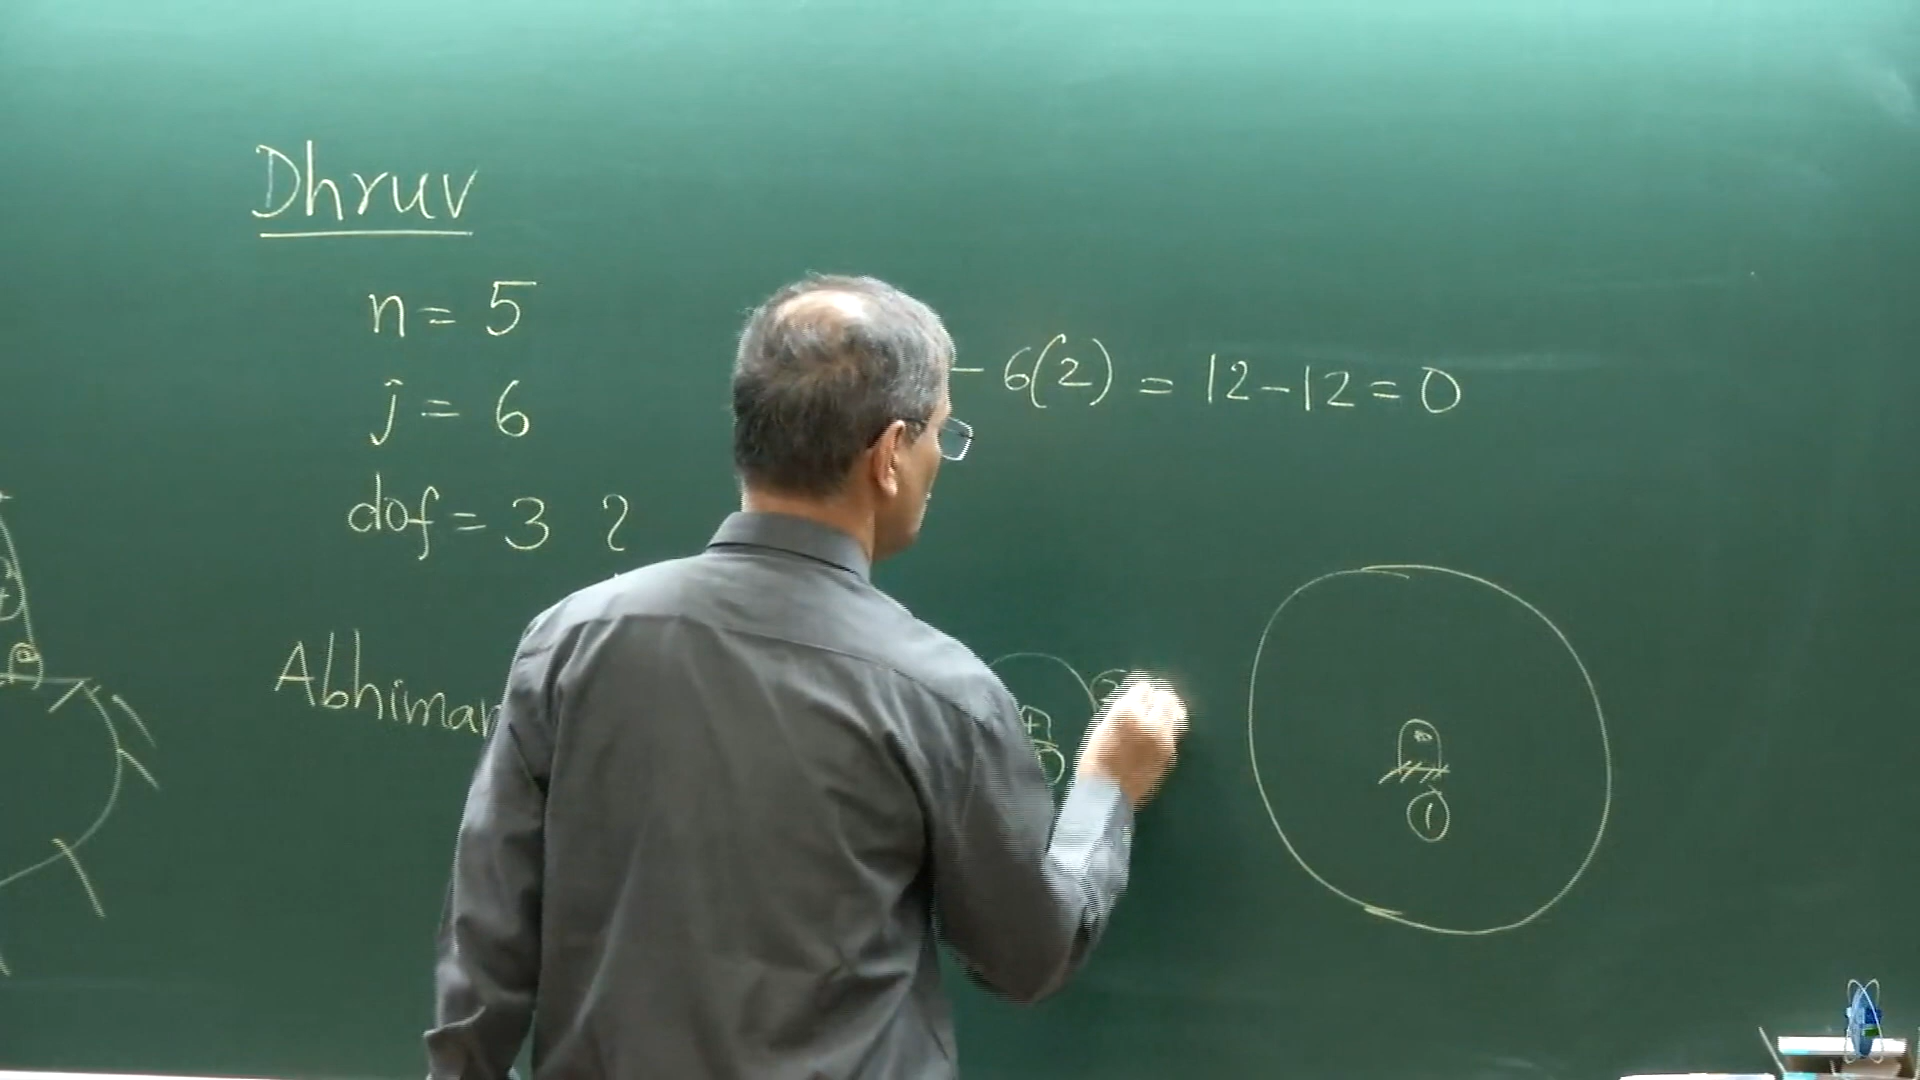 Dhruv
n = 5
j = 6
- 6(2) = 12-12 = 0
dof = 3 ?
Abhiman
1